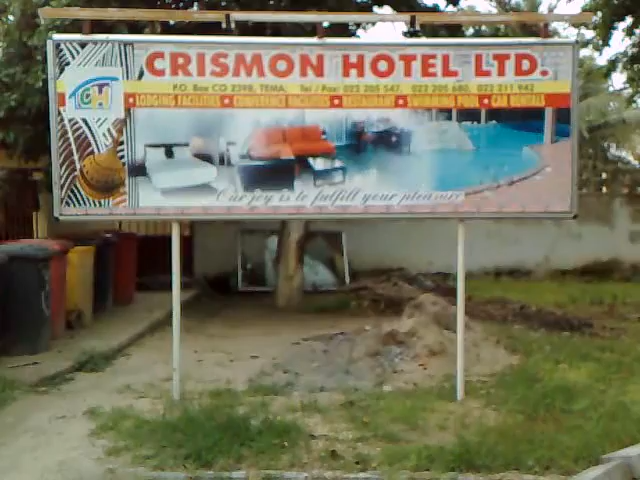 CRISMON HOTEL LTD.
P.O. Box CO 2298, TEMA, Tel / Fax: 022 205 547, 022 205 680, 022 211 942
CH
• LODGING FACILITIES • CONFERENCE FACILITIES • RESTAURANT • SWIMMING POOL • CAR RENTALS
Our joy is to fulfill your pleasure